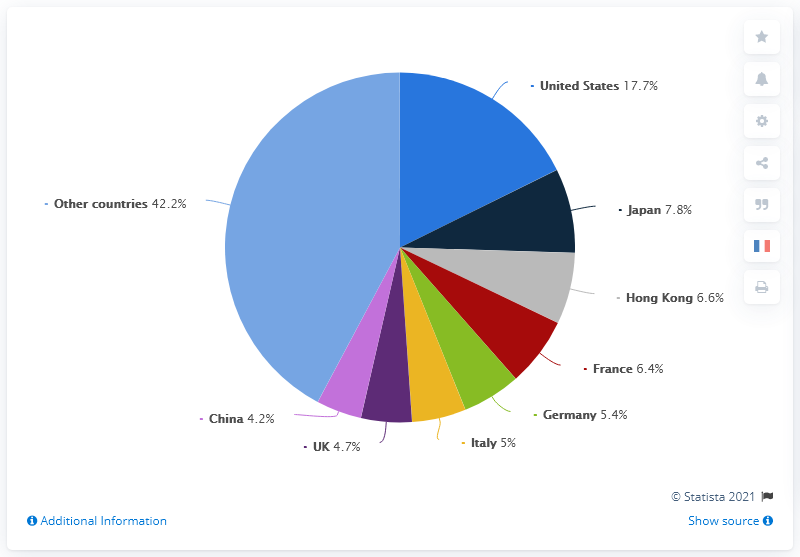 United States 17.7%
Japan 7.8%
Hong Kong 6.6%
France 6.4%
Germany 5.4%
Italy 5%
UK 4.7%
China 4.2%
Other countries 42.2%
© Statista 2021
Additional Information
Show source